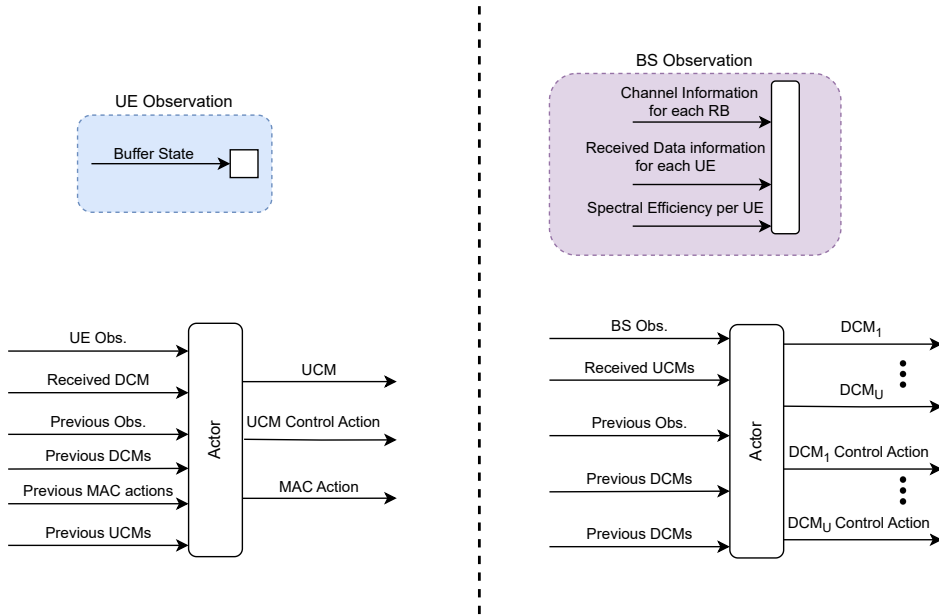 UE Observation
Buffer State
BS Observation
Channel Information
for each RB
Received Data information
for each UE
Spectral Efficiency per UE
UE Obs.
Received DCM
Previous Obs.
Previous DCMs
Previous MAC actions
Previous UCMs
Actor
UCM
UCM Control Action
MAC Action
BS Obs.
Received UCMs
Previous Obs.
Previous DCMs
Previous DCMs
Actor
DCM₁
DCM_U
DCM₁ Control Action
DCM_U Control Action